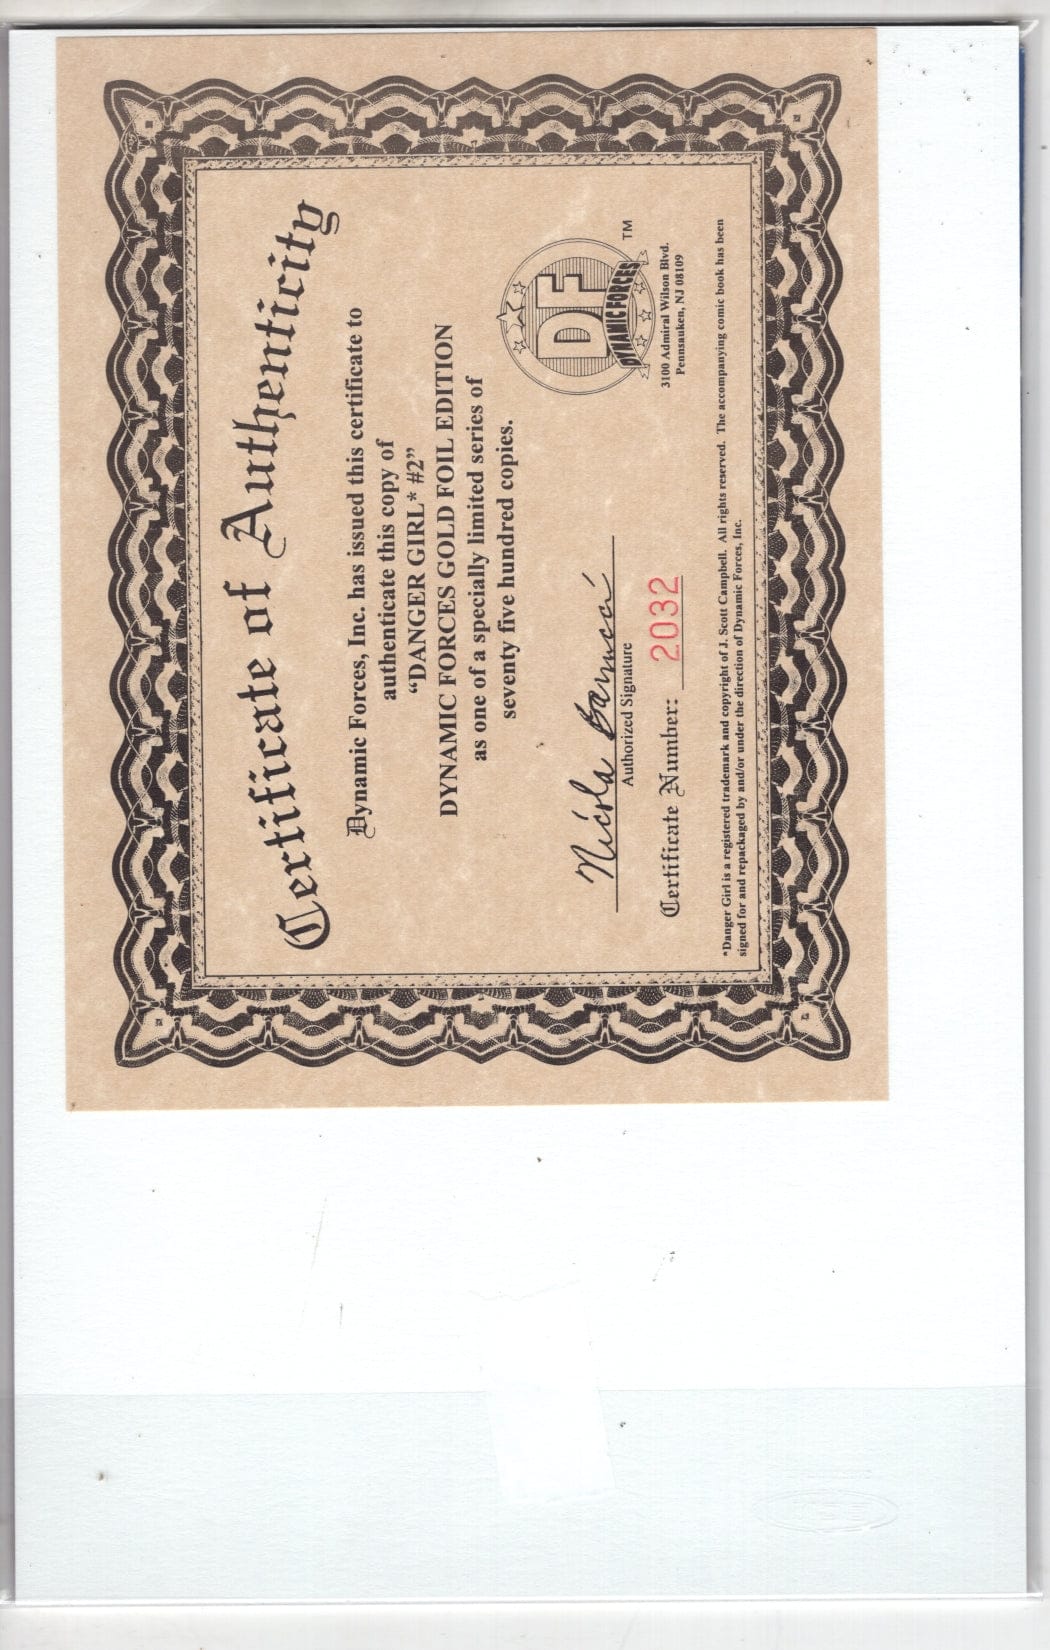 Certificate of Authenticity
Dynamic Forces, Inc. has issued this certificate to
authenticate this copy of
“DANGER GIRL* #2”
DYNAMIC FORCES GOLD FOIL EDITION
as one of a specially limited series of
seventy five hundred copies.
Nicola Barrucci
Authorized Signature
Certificate Number: 2032
DF
DYNAMIC FORCES
TM
3100 Admiral Wilson Blvd.
Pennsauken, NJ 08109
*Danger Girl is a registered trademark and copyright of J. Scott Campbell. All rights reserved. The accompanying comic book has been
signed for and repackaged by and/or under the direction of Dynamic Forces, Inc.